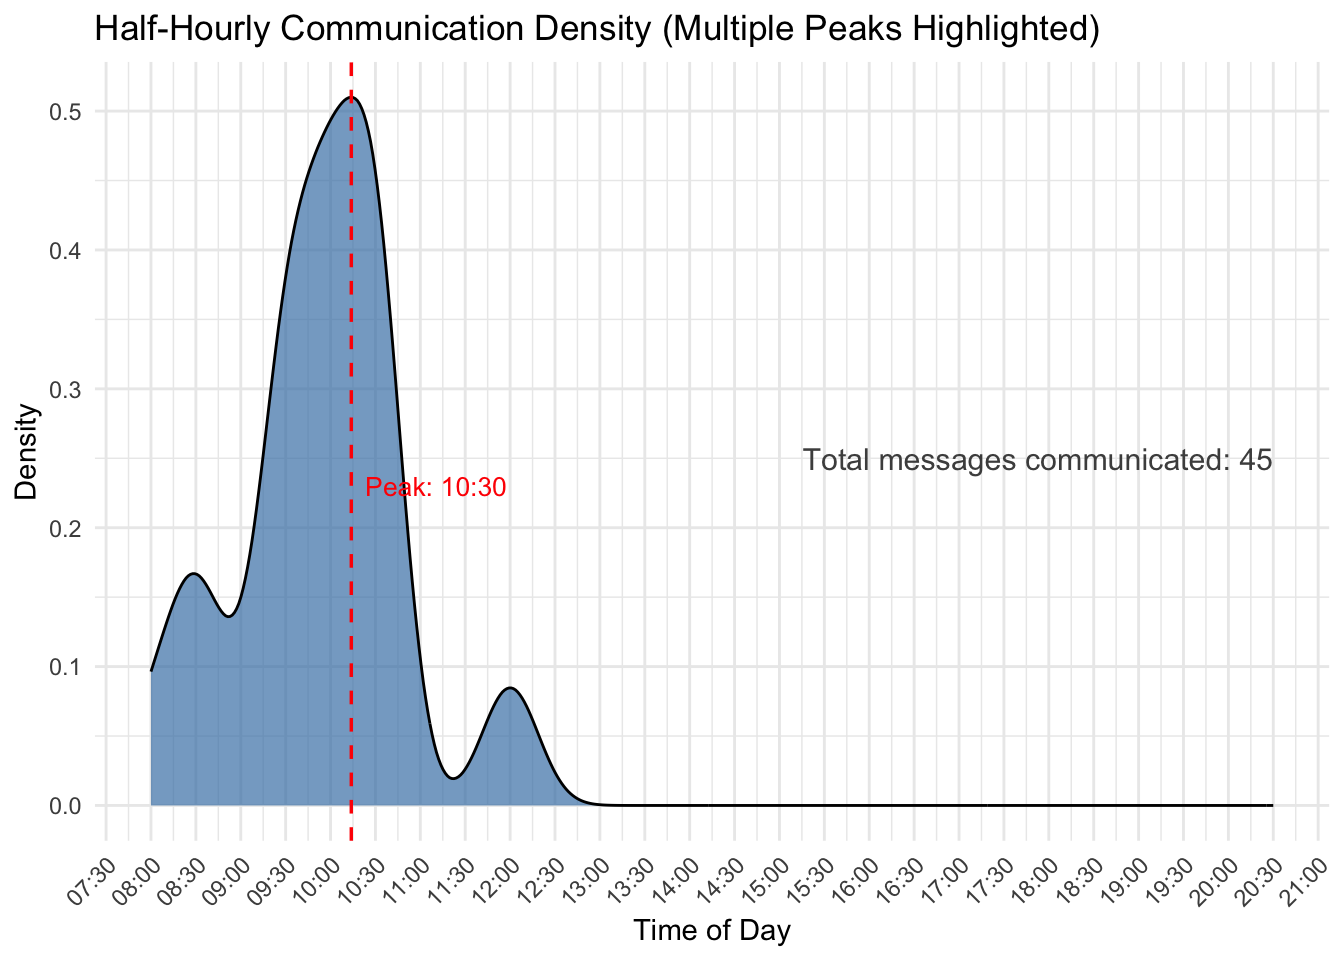 Half-Hourly Communication Density (Multiple Peaks Highlighted)
Density
0.5
0.4
0.3
0.2
0.1
0.0
Total messages communicated: 45
Peak: 10:30
07:30 08:00 08:30 09:00 09:30 10:00 10:30 11:00 11:30 12:00 12:30 13:00 13:30 14:00 14:30 15:00 15:30 16:00 16:30 17:00 17:30 18:00 18:30 19:00 19:30 20:00 20:30 21:00
Time of Day